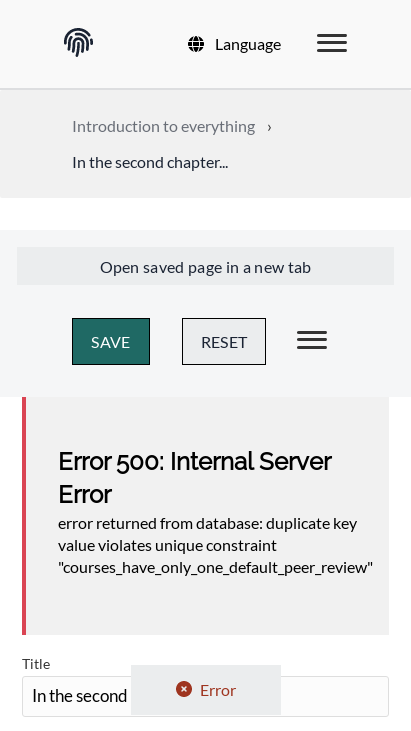 Language
Introduction to everything ›
In the second chapter...
Open saved page in a new tab
SAVE RESET
Error 500: Internal Server
Error
error returned from database: duplicate key
value violates unique constraint
"courses_have_only_one_default_peer_review"
Title
In the second
Error